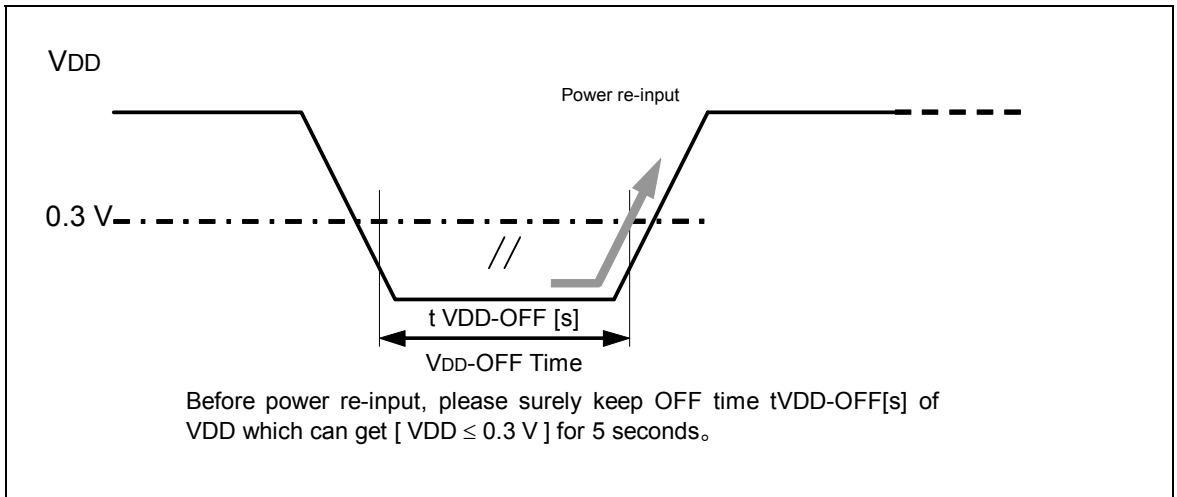 VDD
Power re-input
0.3 V
//
t VDD-OFF [s]
VDD-OFF Time
Before power re-input, please surely keep OFF time tVDD-OFF[s] of
VDD which can get [ VDD ≤ 0.3 V ] for 5 seconds。